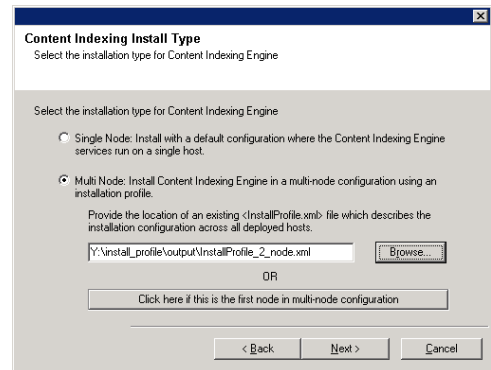 Content Indexing Install Type
Select the installation type for Content Indexing Engine
Select the installation type for Content Indexing Engine
Single Node: Install with a default configuration where the Content Indexing Engine
services run on a single host.
Multi Node: Install Content Indexing Engine in a multi-node configuration using an
installation profile.
Provide the location of an existing <InstallProfile.xml> file which describes the
installation configuration across all deployed hosts.
Y:\install_profile\output\InstallProfile_2_node.xml
Browse...
OR
Click here if this is the first node in multi-node configuration
< Back Next > Cancel